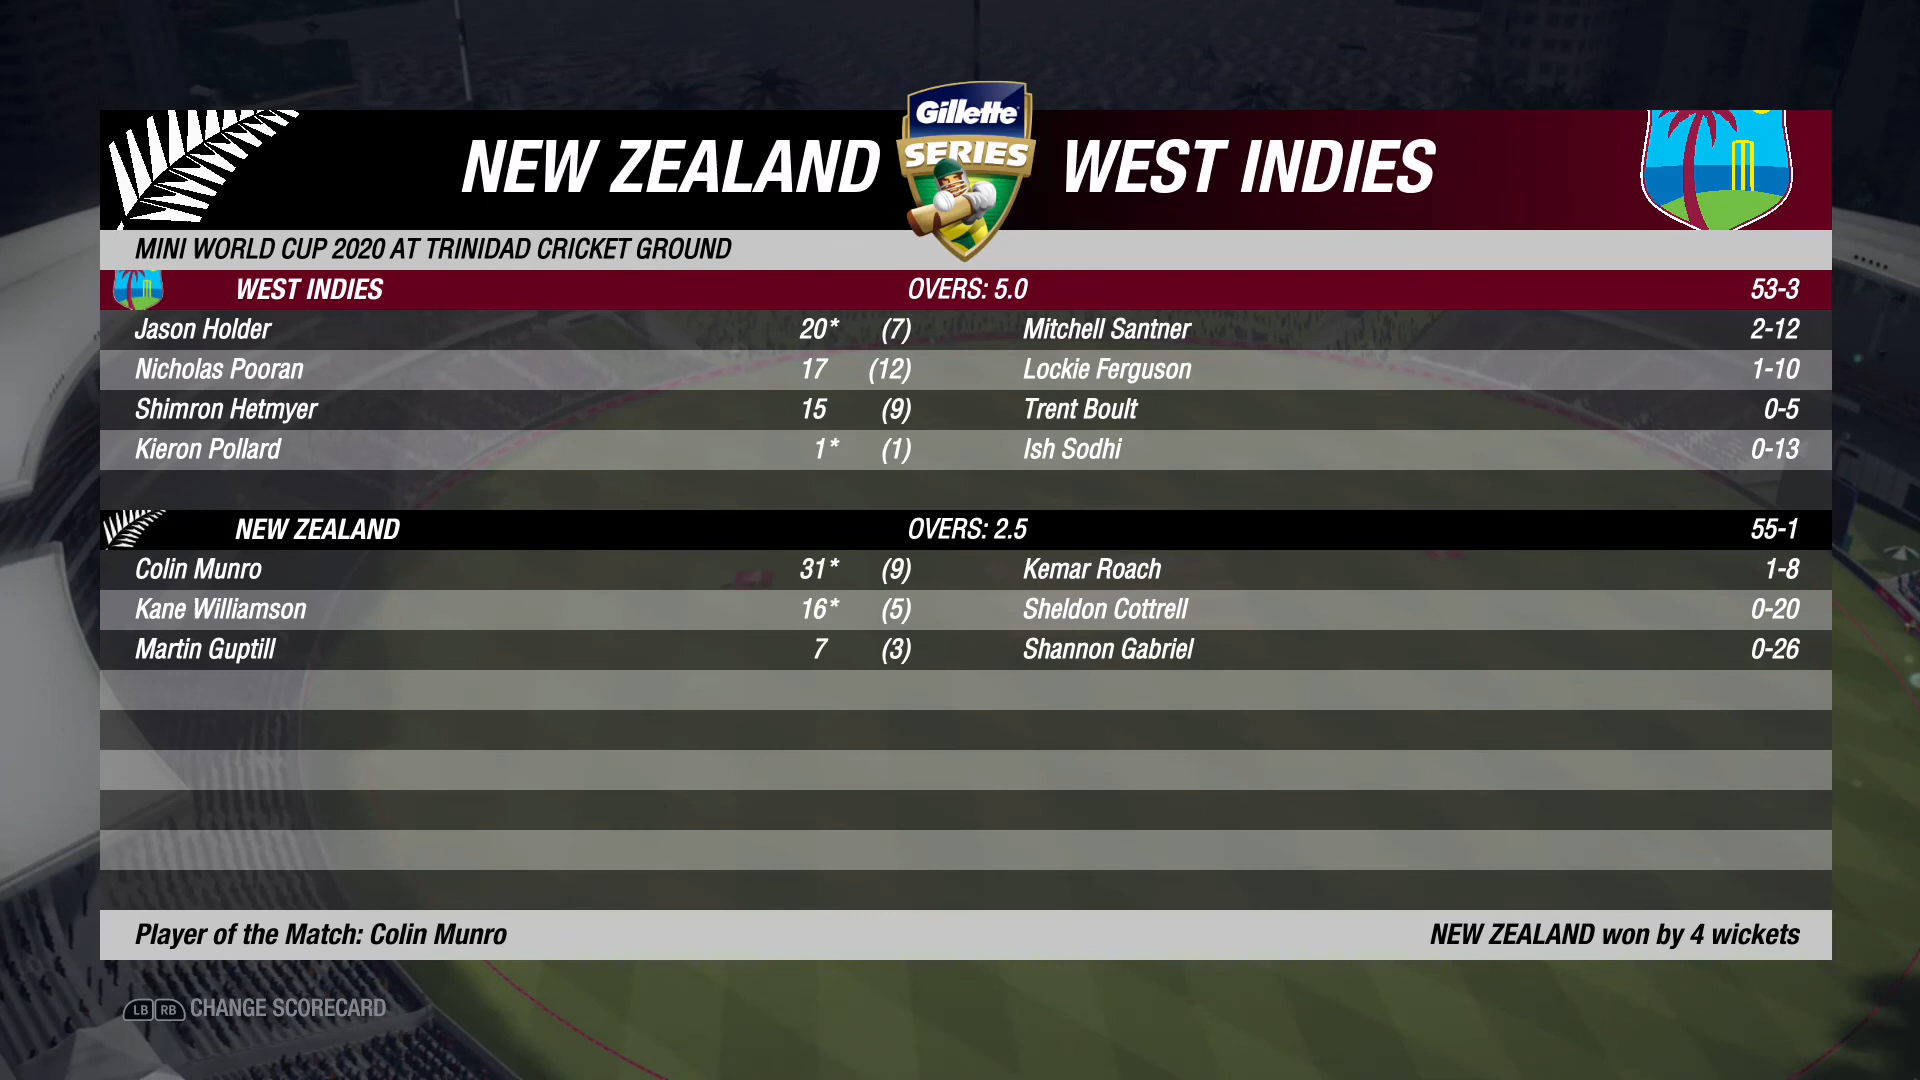 Gillette
SERIES
NEW ZEALAND WEST INDIES
MINI WORLD CUP 2020 AT TRINIDAD CRICKET GROUND
WEST INDIES OVERS: 5.0 53-3
Jason Holder 20* (7) Mitchell Santner 2-12
Nicholas Pooran 17 (12) Lockie Ferguson 1-10
Shimron Hetmyer 15 (9) Trent Boult 0-5
Kieron Pollard 1* (1) Ish Sodhi 0-13
NEW ZEALAND OVERS: 2.5 55-1
Colin Munro 31* (9) Kemar Roach 1-8
Kane Williamson 16* (5) Sheldon Cottrell 0-20
Martin Guptill 7 (3) Shannon Gabriel 0-26
Player of the Match: Colin Munro NEW ZEALAND won by 4 wickets
LB RB CHANGE SCORECARD